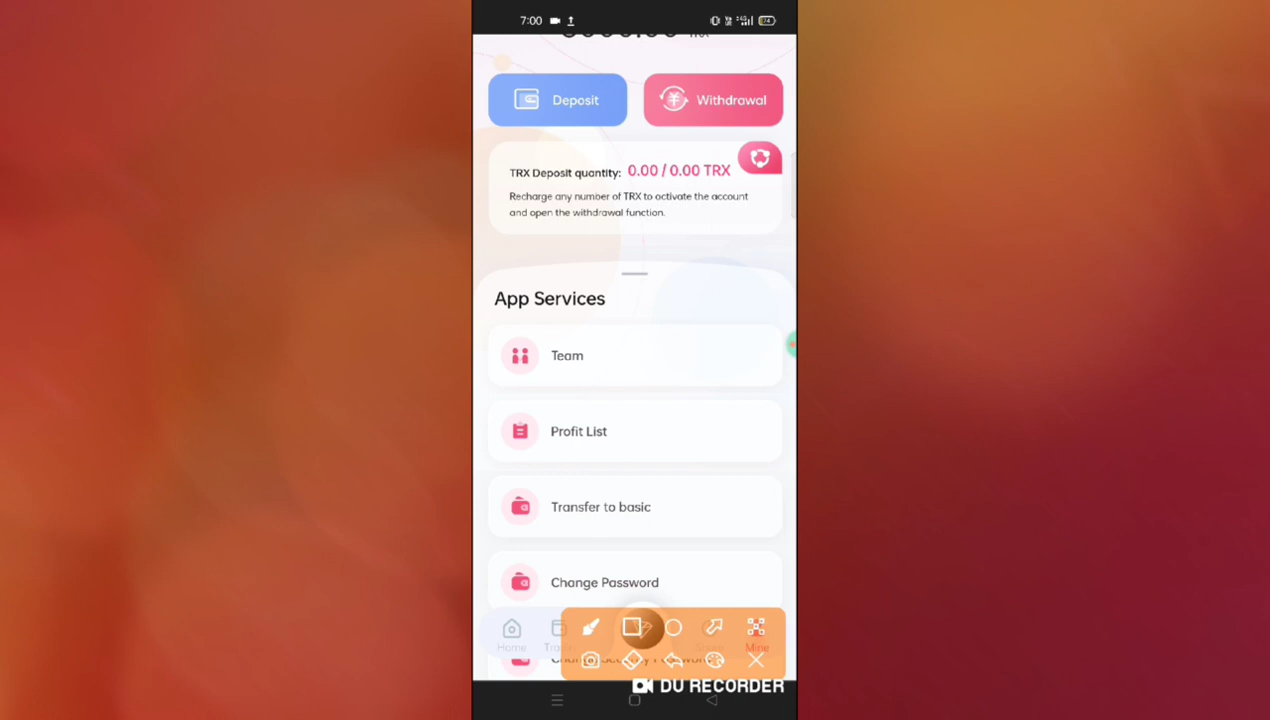 7:00
TRX
Deposit
Withdrawal
TRX Deposit quantity: 0.00 / 0.00 TRX
Recharge any number of TRX to activate the account
and open the withdrawal function.
App Services
Team
Profit List
Transfer to basic
Change Password
Home
Mine
DU RECORDER